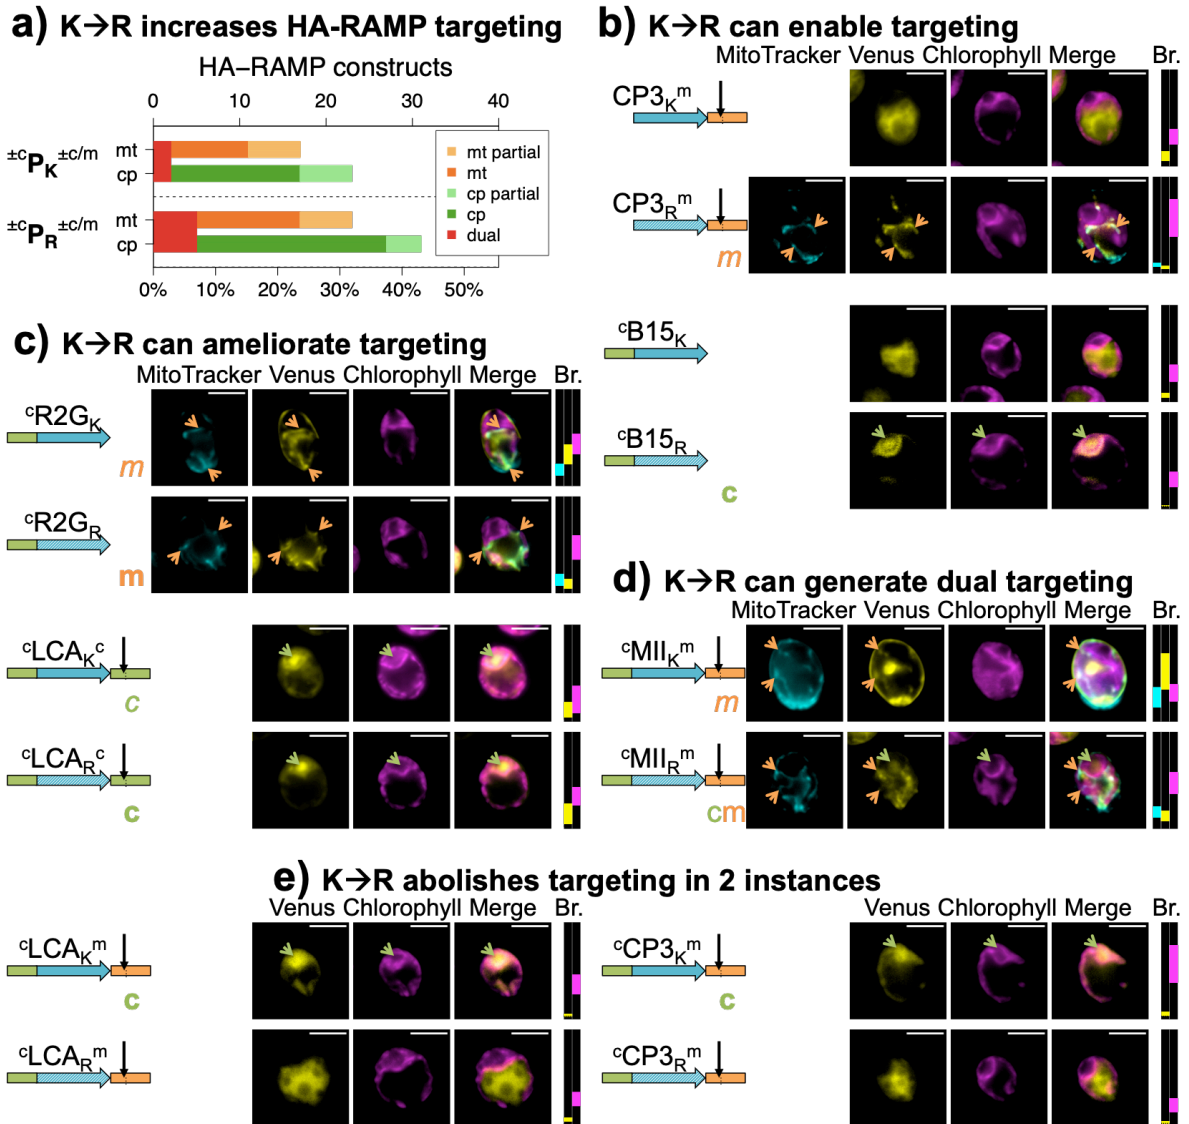 a) K→R increases HA-RAMP targeting
HA−RAMP constructs
0 10 20 30 40
±cPK±c/m
mt
cp
±cPR±c/m
mt
cp
mt partial
mt
cp partial
cp
dual
0% 10% 20% 30% 40% 50%
b) K→R can enable targeting
MitoTracker Venus Chlorophyll Merge Br.
CP3Km
CP3Rm
m
cB15K
cB15R
c
c) K→R can ameliorate targeting
MitoTracker Venus Chlorophyll Merge Br.
cR2GK
m
cR2GR
m
cLCAKc
c
cLCARc
c
d) K→R can generate dual targeting
MitoTracker Venus Chlorophyll Merge Br.
cMIIKm
m
cMIIRm
cm
e) K→R abolishes targeting in 2 instances
Venus Chlorophyll Merge Br.
cLCAKm
c
cLCARm
Venus Chlorophyll Merge Br.
cCP3Km
c
cCP3Rm